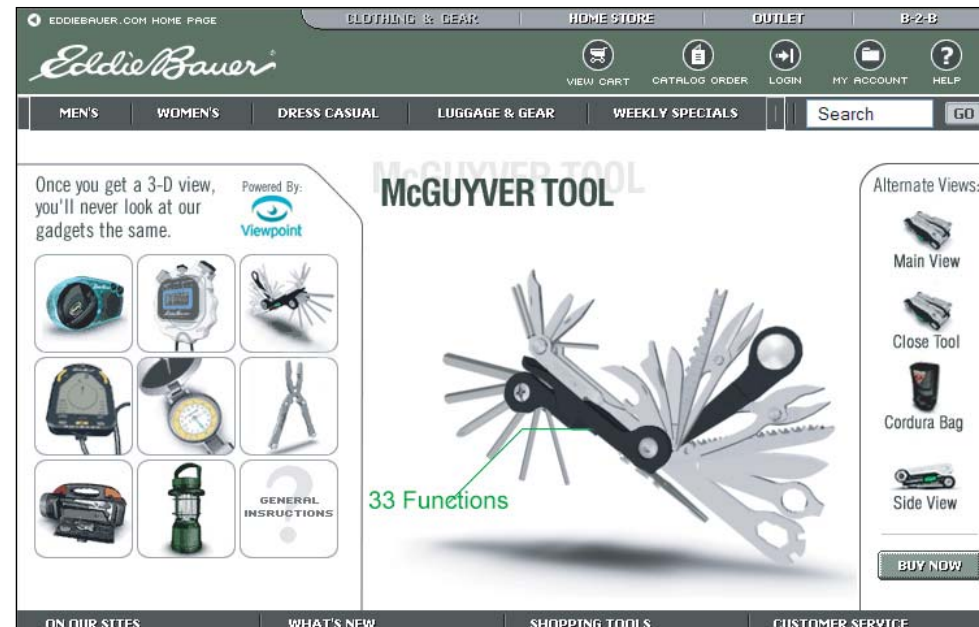 EDDIEBAUER.COM HOME PAGE
CLOTHING & GEAR
HOME STORE
OUTLET
B-2-B
Eddie Bauer
VIEW CART
CATALOG ORDER
LOGIN
MY ACCOUNT
HELP
MEN'S
WOMEN'S
DRESS CASUAL
LUGGAGE & GEAR
WEEKLY SPECIALS
Search
GO
Once you get a 3-D view,
you'll never look at our
gadgets the same.
Powered By:
Viewpoint
McGUYVER TOOL
McGUYVER TOOL
Alternate Views:
Main View
Close Tool
Cordura Bag
Side View
33 Functions
?
GENERAL
INSRUCTIONS
BUY NOW
ON OUR SITES
WHAT'S NEW
SHOPPING TOOLS
CUSTOMER SERVICE